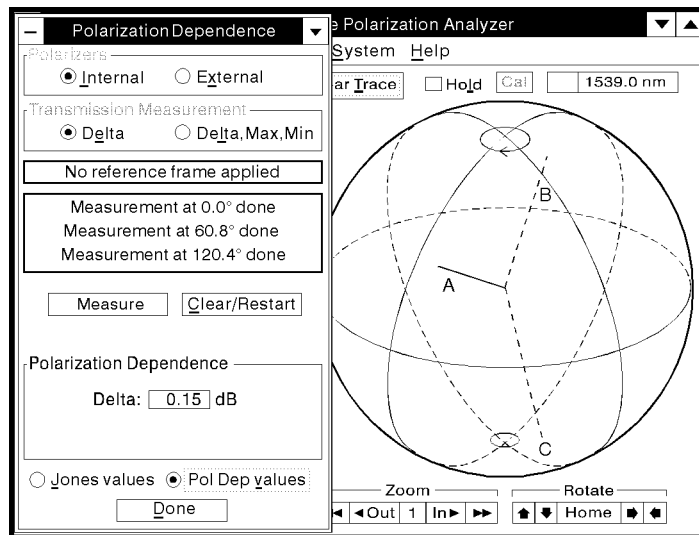 Polarization Dependence
Polarizers
Internal
External
Transmission Measurement
Delta
Delta,Max,Min
No reference frame applied
Measurement at 0.0° done
Measurement at 60.8° done
Measurement at 120.4° done
Measure
Clear/Restart
Polarization Dependence
Delta: 0.15 dB
Jones values
Pol Dep values
Done
e Polarization Analyzer
System Help
ar Trace
Hold
Cal
1539.0 nm
B
A
C
Zoom
Out 1 In
Rotate
Home